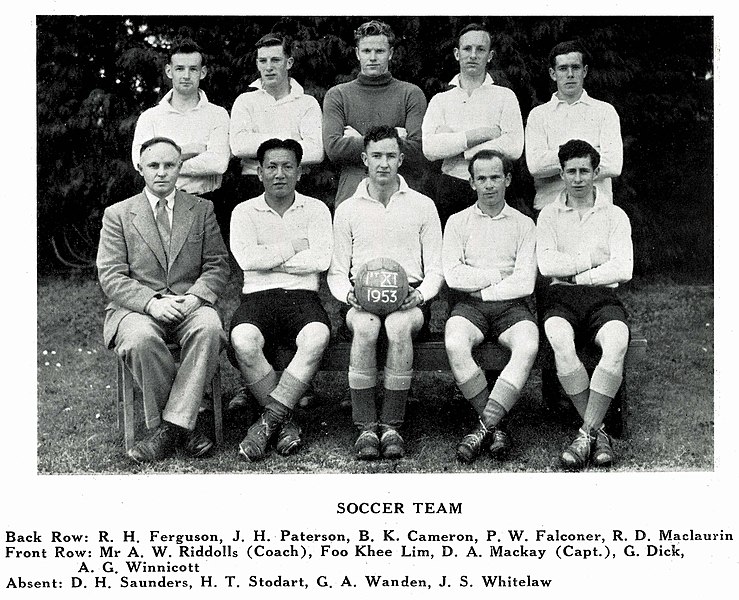 1ST XI
1953
SOCCER TEAM
Back Row: R. H. Ferguson, J. H. Paterson, B. K. Cameron, P. W. Falconer, R. D. Maclaurin
Front Row: Mr A. W. Riddolls (Coach), Foo Khee Lim, D. A. Mackay (Capt.), G. Dick,
A. G. Winnicott
Absent: D. H. Saunders, H. T. Stodart, G. A. Wanden, J. S. Whitelaw